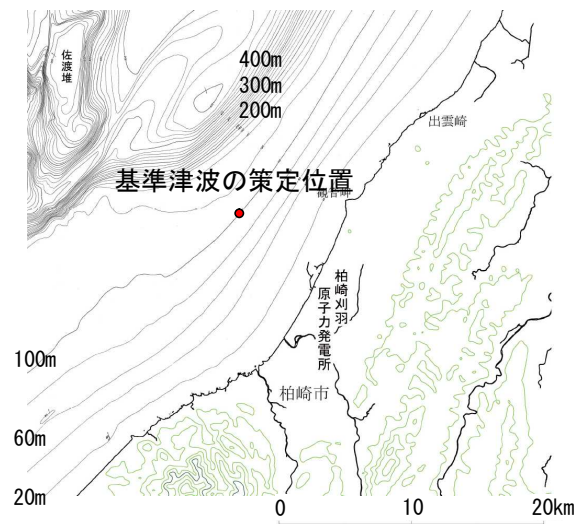 佐渡堆
400m
300m
200m
出雲崎
基準津波の策定位置
観音岬
柏崎刈羽
原子力発電所
100m
柏崎市
60m
20m
0 10 20km